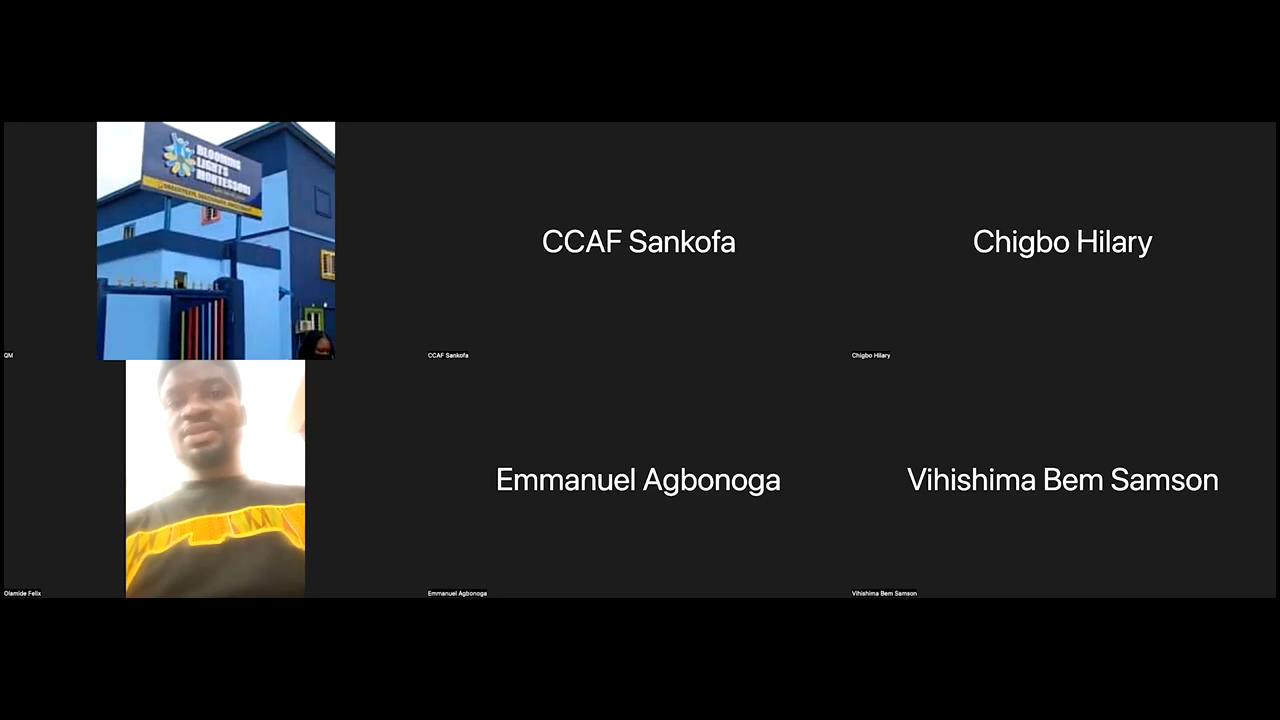 BLOOMING
LIGHTS
MONTESSORI
QM
CCAF Sankofa
CCAF Sankofa
Chigbo Hilary
Chigbo Hilary
Olamide Felix
Emmanuel Agbonoga
Emmanuel Agbonoga
Vihishima Bem Samson
Vihishima Bem Samson